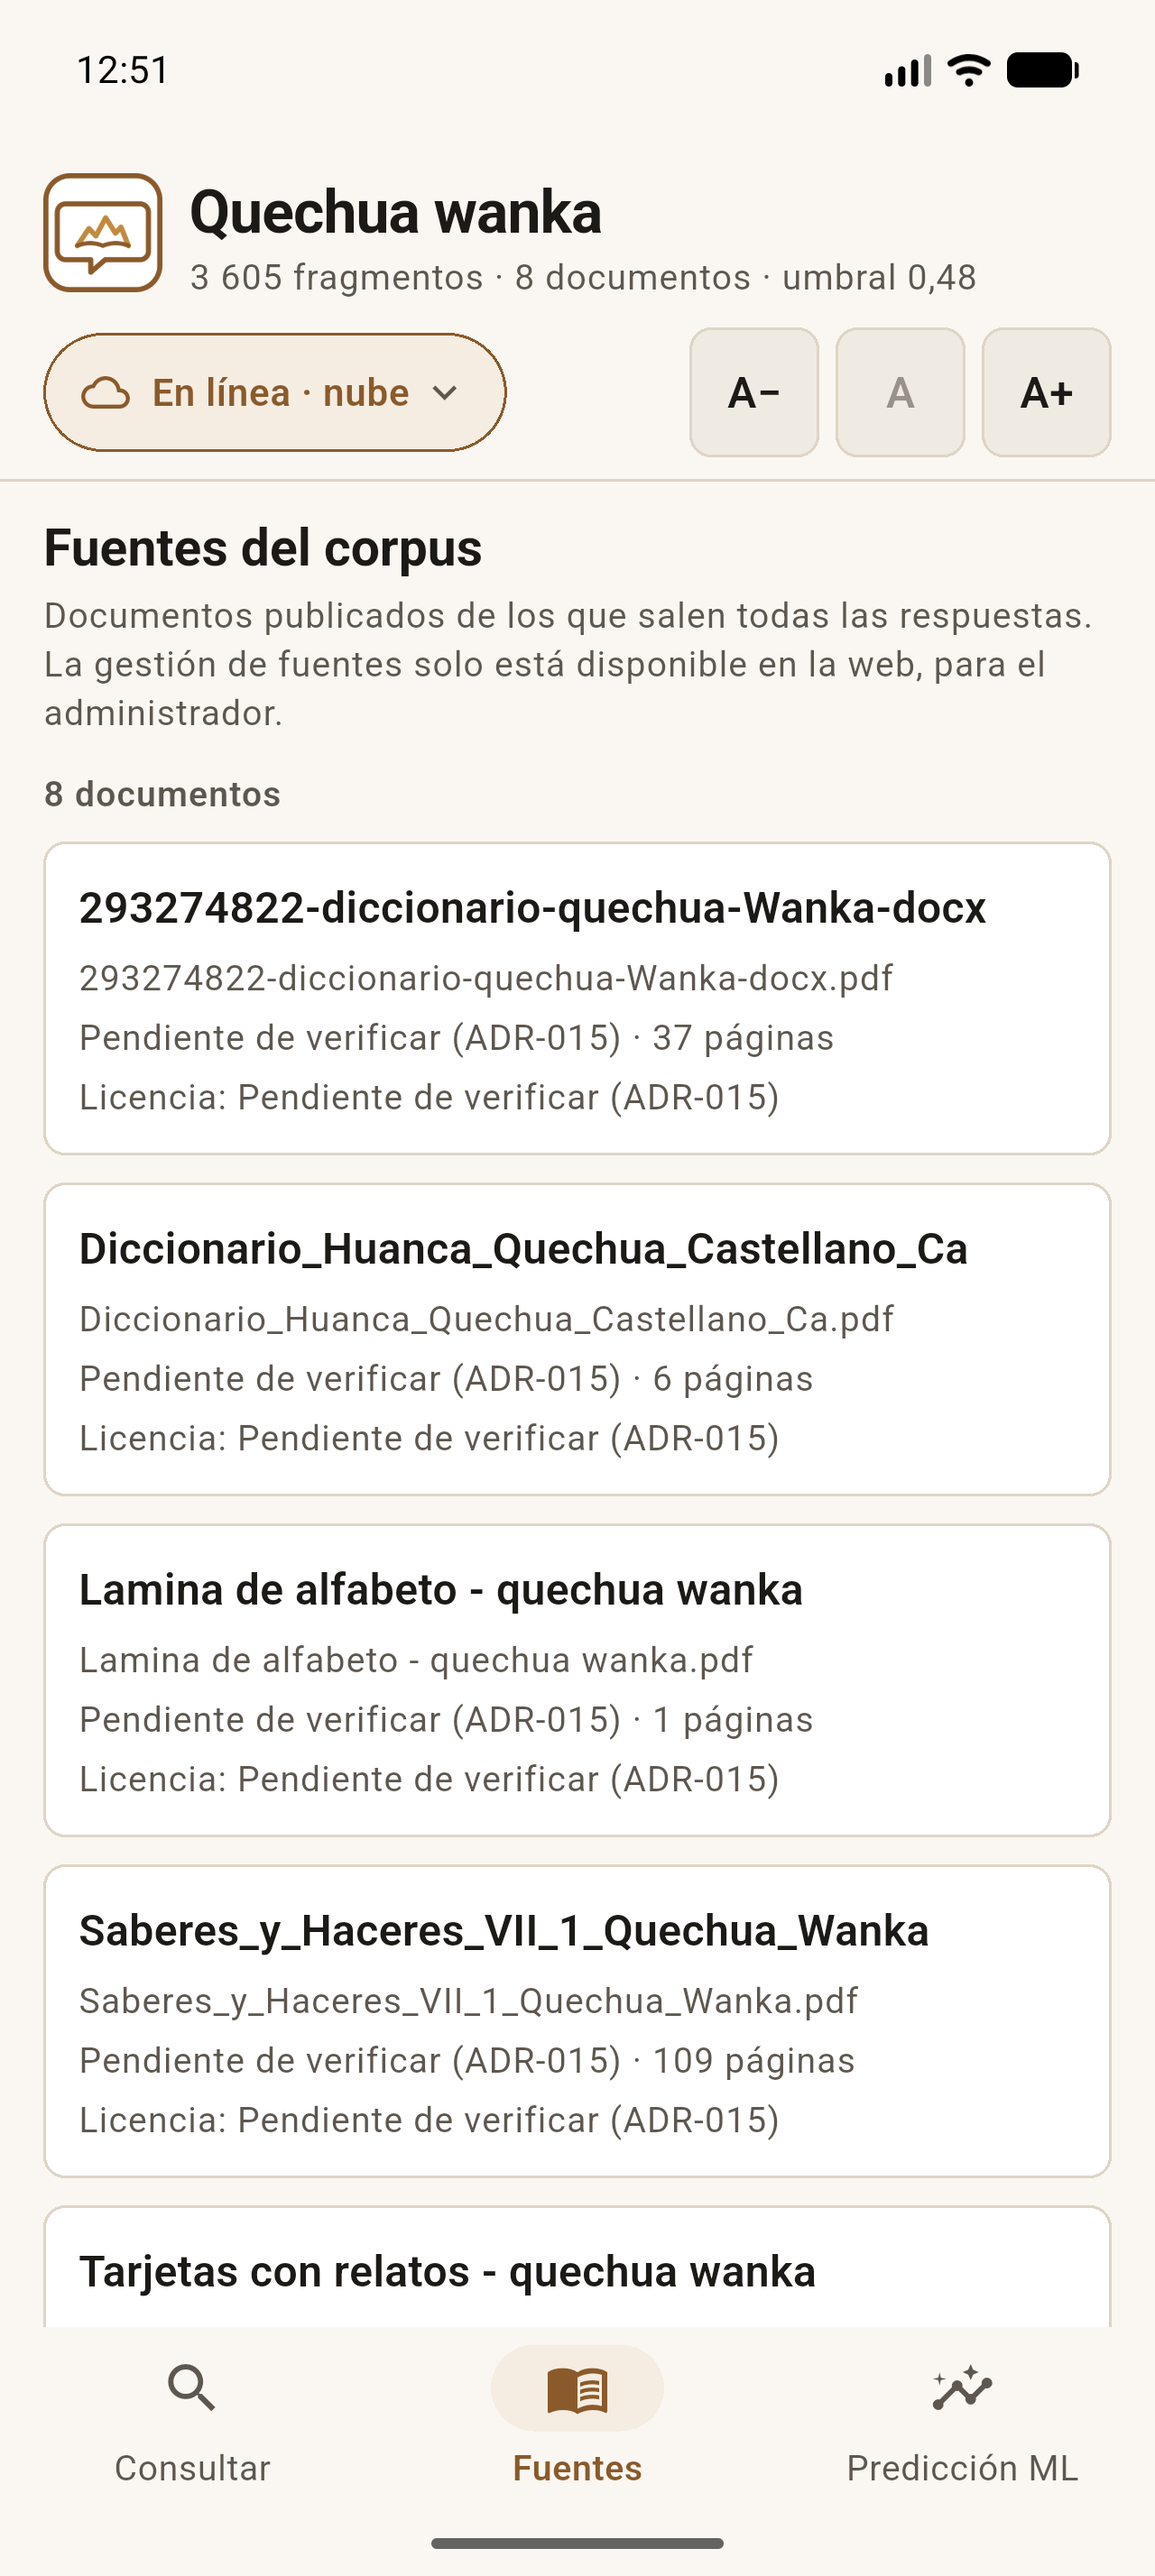 12:51
Quechua wanka
3 605 fragmentos · 8 documentos · umbral 0,48
En línea · nube
A−
A
A+
Fuentes del corpus
Documentos publicados de los que salen todas las respuestas.
La gestión de fuentes solo está disponible en la web, para el
administrador.
8 documentos
293274822-diccionario-quechua-Wanka-docx
293274822-diccionario-quechua-Wanka-docx.pdf
Pendiente de verificar (ADR-015) · 37 páginas
Licencia: Pendiente de verificar (ADR-015)
Diccionario_Huanca_Quechua_Castellano_Ca
Diccionario_Huanca_Quechua_Castellano_Ca.pdf
Pendiente de verificar (ADR-015) · 6 páginas
Licencia: Pendiente de verificar (ADR-015)
Lamina de alfabeto - quechua wanka
Lamina de alfabeto - quechua wanka.pdf
Pendiente de verificar (ADR-015) · 1 páginas
Licencia: Pendiente de verificar (ADR-015)
Saberes_y_Haceres_VII_1_Quechua_Wanka
Saberes_y_Haceres_VII_1_Quechua_Wanka.pdf
Pendiente de verificar (ADR-015) · 109 páginas
Licencia: Pendiente de verificar (ADR-015)
Tarjetas con relatos - quechua wanka
Consultar
Fuentes
Predicción ML